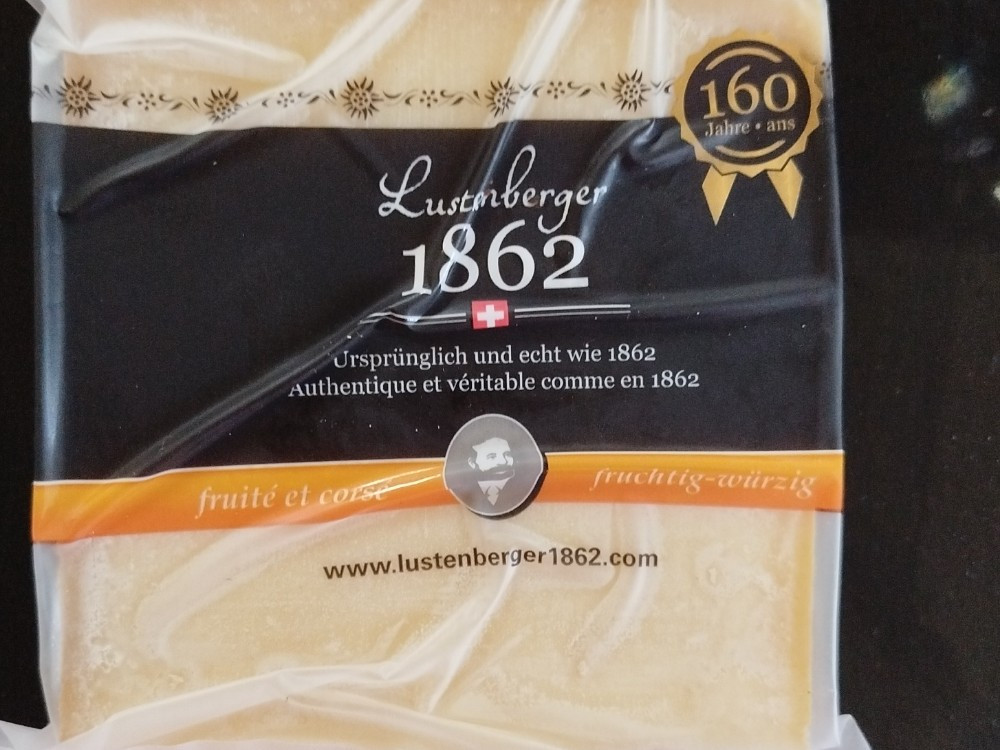 160
Jahre • ans
Lustenberger
1862
Ursprünglich und echt wie 1862
Authentique et véritable comme en 1862
fruité et corsé
fruchtig-würzig
www.lustenberger1862.com